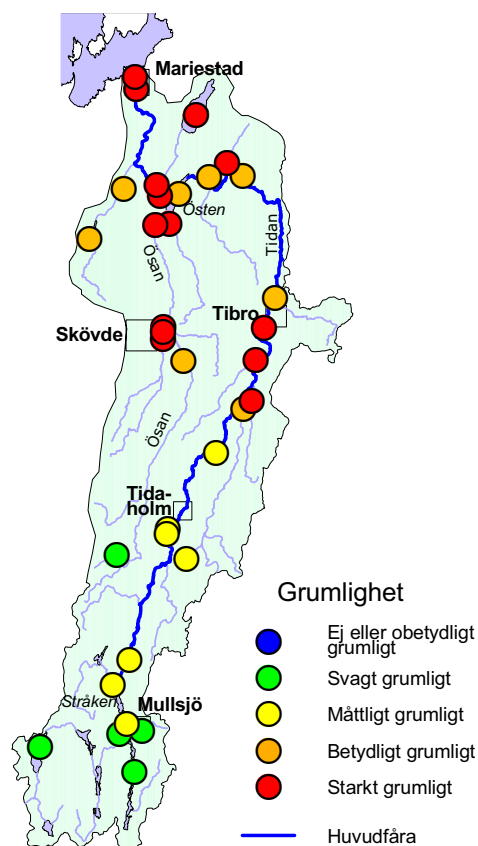 Mariestad
Östen
Ösan
Tidan
Tibro
Skövde
Ösan
Tida-
holm
Stråken
Mullsjö
Grumlighet
Ej eller obetydligt
grumligt
Svagt grumligt
Måttligt grumligt
Betydligt grumligt
Starkt grumligt
Huvudfåra